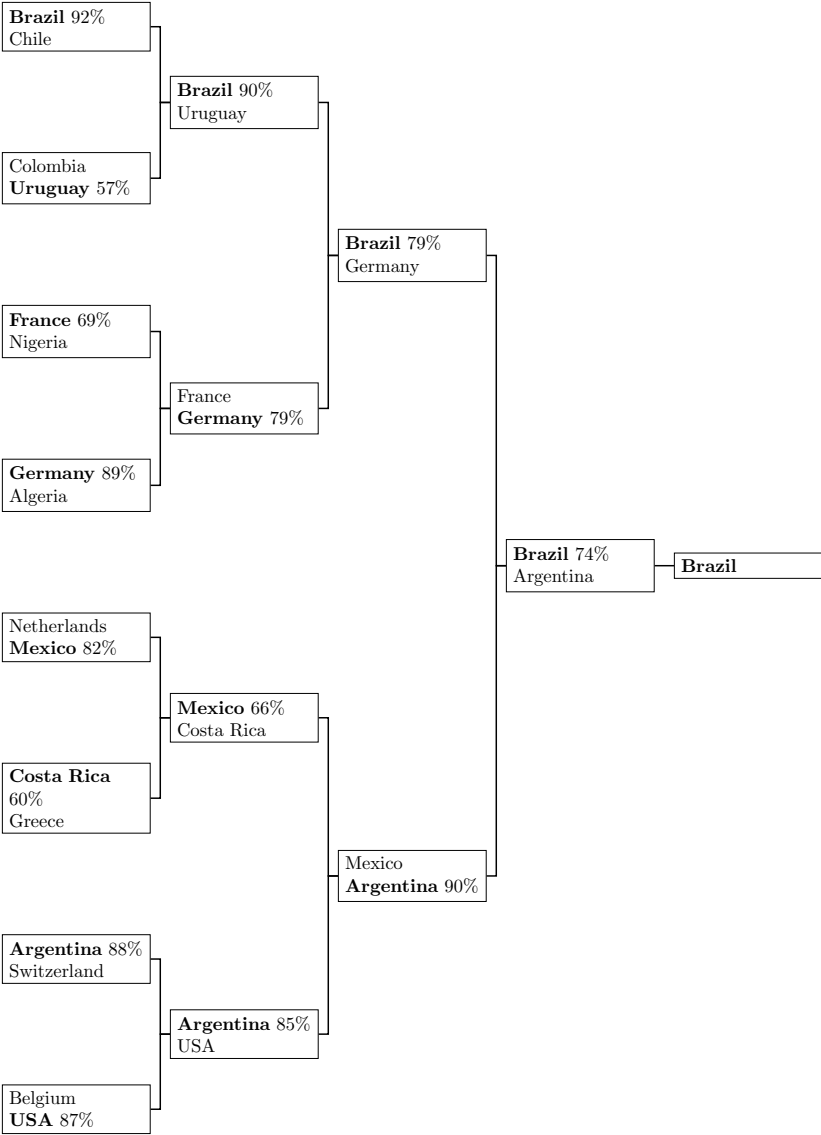 Brazil 92%
Chile
Colombia
Uruguay 57%
France 69%
Nigeria
Germany 89%
Algeria
Netherlands
Mexico 82%
Costa Rica
60%
Greece
Argentina 88%
Switzerland
Belgium
USA 87%
Brazil 90%
Uruguay
France
Germany 79%
Mexico 66%
Costa Rica
Argentina 85%
USA
Brazil 79%
Germany
Mexico
Argentina 90%
Brazil 74%
Argentina
Brazil